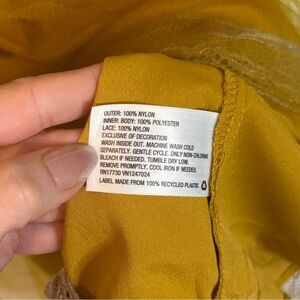 OUTER: 100% NYLON
INNER: BODY: 100% POLYESTER
LACE: 100% NYLON
EXCLUSIVE OF DECORATION
WASH INSIDE OUT. MACHINE WASH COLD
SEPARATELY. GENTLE CYCLE. ONLY NON-CHLORINE
BLEACH IF NEEDED. TUMBLE DRY LOW.
REMOVE PROMPTLY. COOL IRON IF NEEDED.
RN17730 VN1247024
LABEL MADE FROM 100% RECYCLED PLASTIC